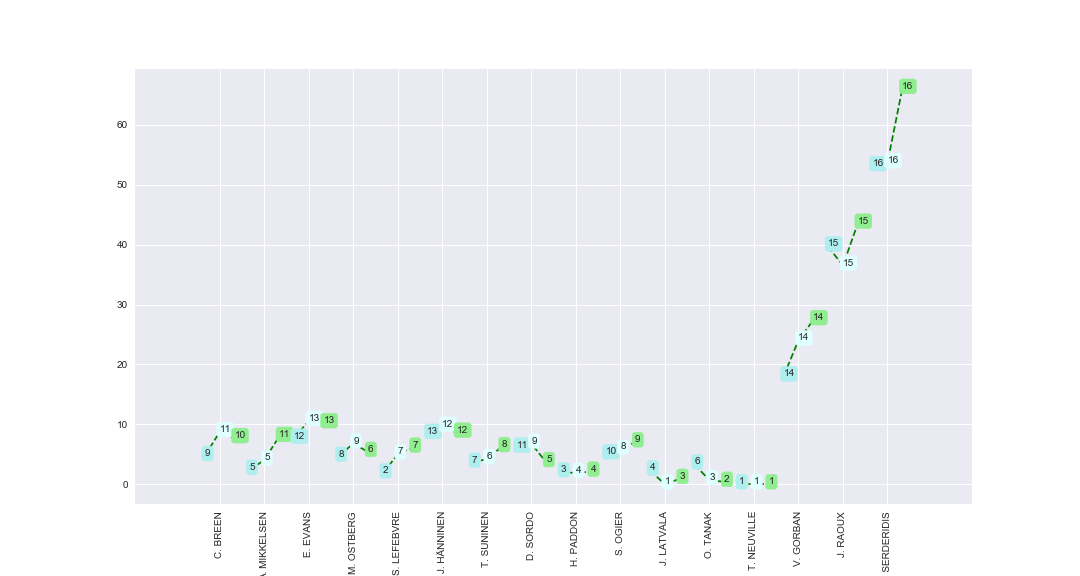 60
50
40
30
20
10
0
9 11 10
5 5 11
12 13 13
8 9 6
2 7 7
13 12 12
7 6 8
11 9 5
3 4 4
10 8 9
4 1 3
6 3 2
1 1 1
14 14 14
15 15 15
16 16 16
C. BREEN
MIKKELSEN
E. EVANS
M. OSTBERG
S. LEFEBVRE
J. HÄNNINEN
T. SUNINEN
D. SORDO
H. PADDON
S. OGIER
J. LATVALA
O. TANAK
T. NEUVILLE
V. GORBAN
J. RAOUX
SERDERIDIS